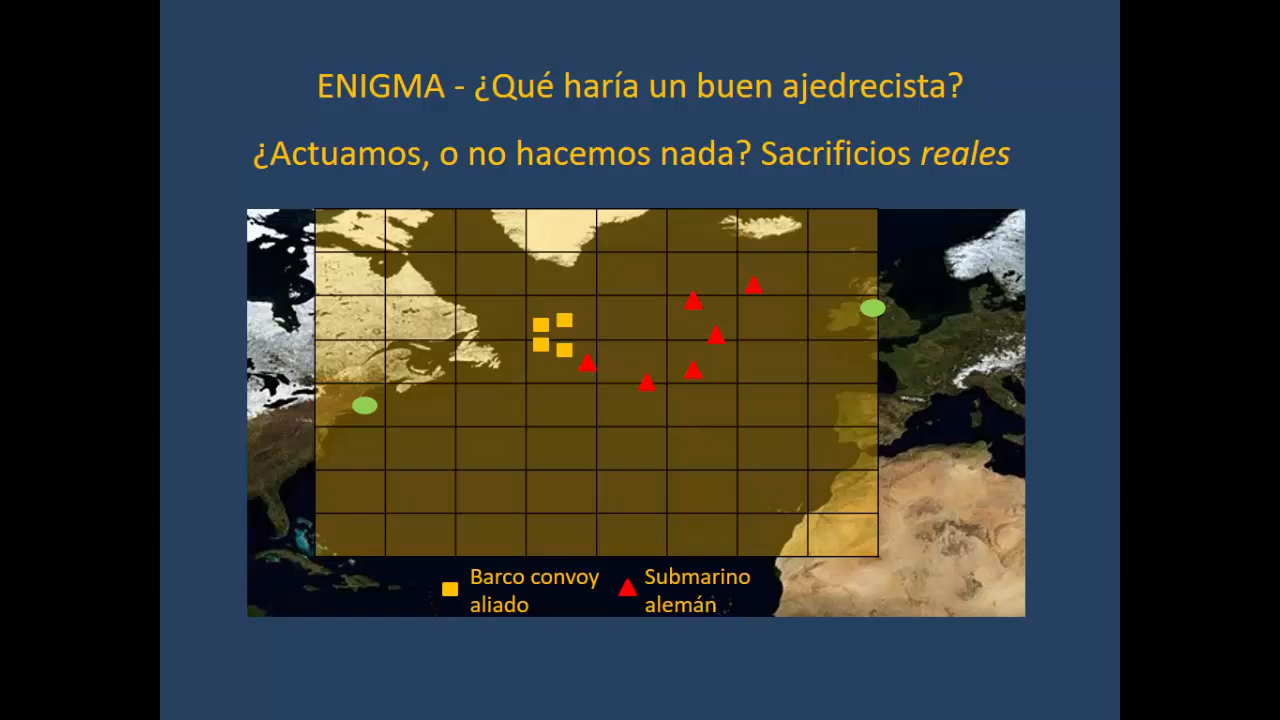 ENIGMA - ¿Qué haría un buen ajedrecista?
¿Actuamos, o no hacemos nada? Sacrificios reales
Barco convoy
aliado
Submarino
alemán